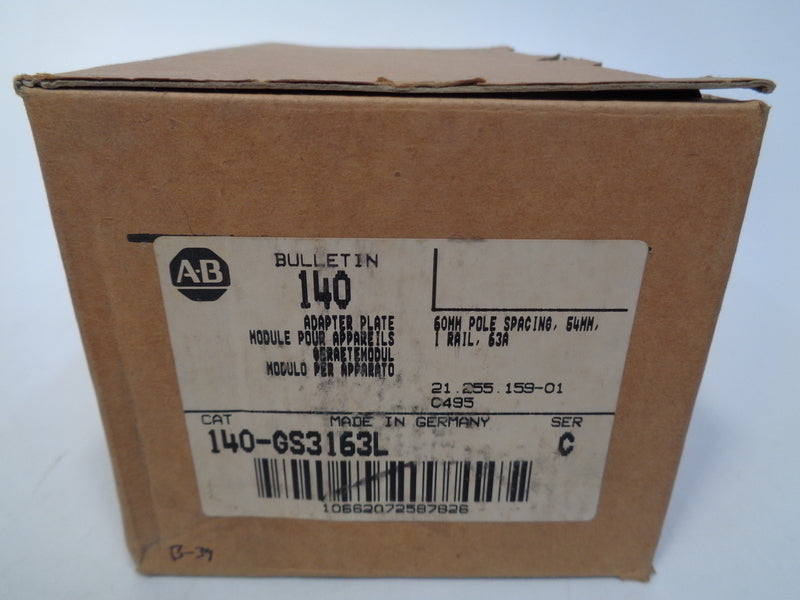 A-B
BULLETIN
140
ADAPTER PLATE
MODULE POUR APPAREILS
GERAETEMODUL
MODULO PER APPARATO
60MM POLE SPACING, 54MM,
1 RAIL, 63A
21.255.159-01
C495
CAT MADE IN GERMANY SER
140-GS3163L C
10662072587826
B-39